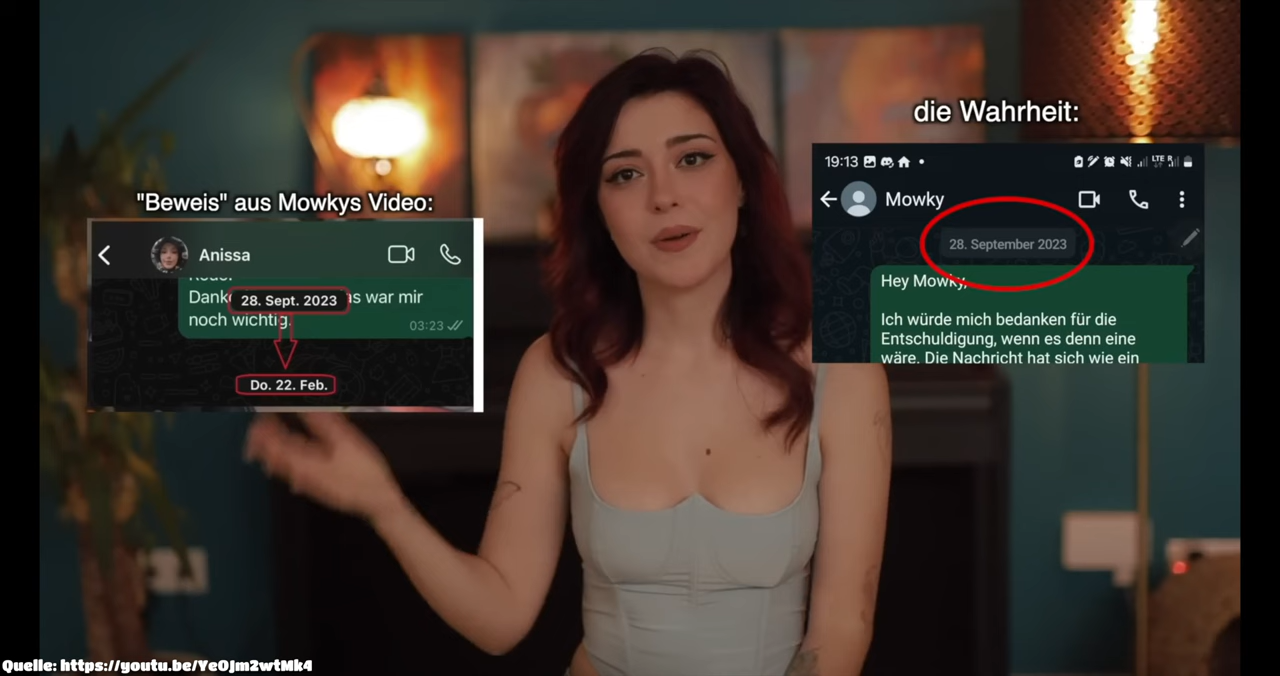 "Beweis" aus Mowkys Video:
Anissa
28. Sept. 2023
as war mir
noch wichtig.
03:23
Do. 22. Feb.
die Wahrheit:
19:13
LTE
Mowky
28. September 2023
Hey Mowky,
Ich würde mich bedanken für die
Entschuldigung, wenn es denn eine
wäre. Die Nachricht hat sich wie ein
Quelle: https://youtu.be/YeOJm2wtMk4